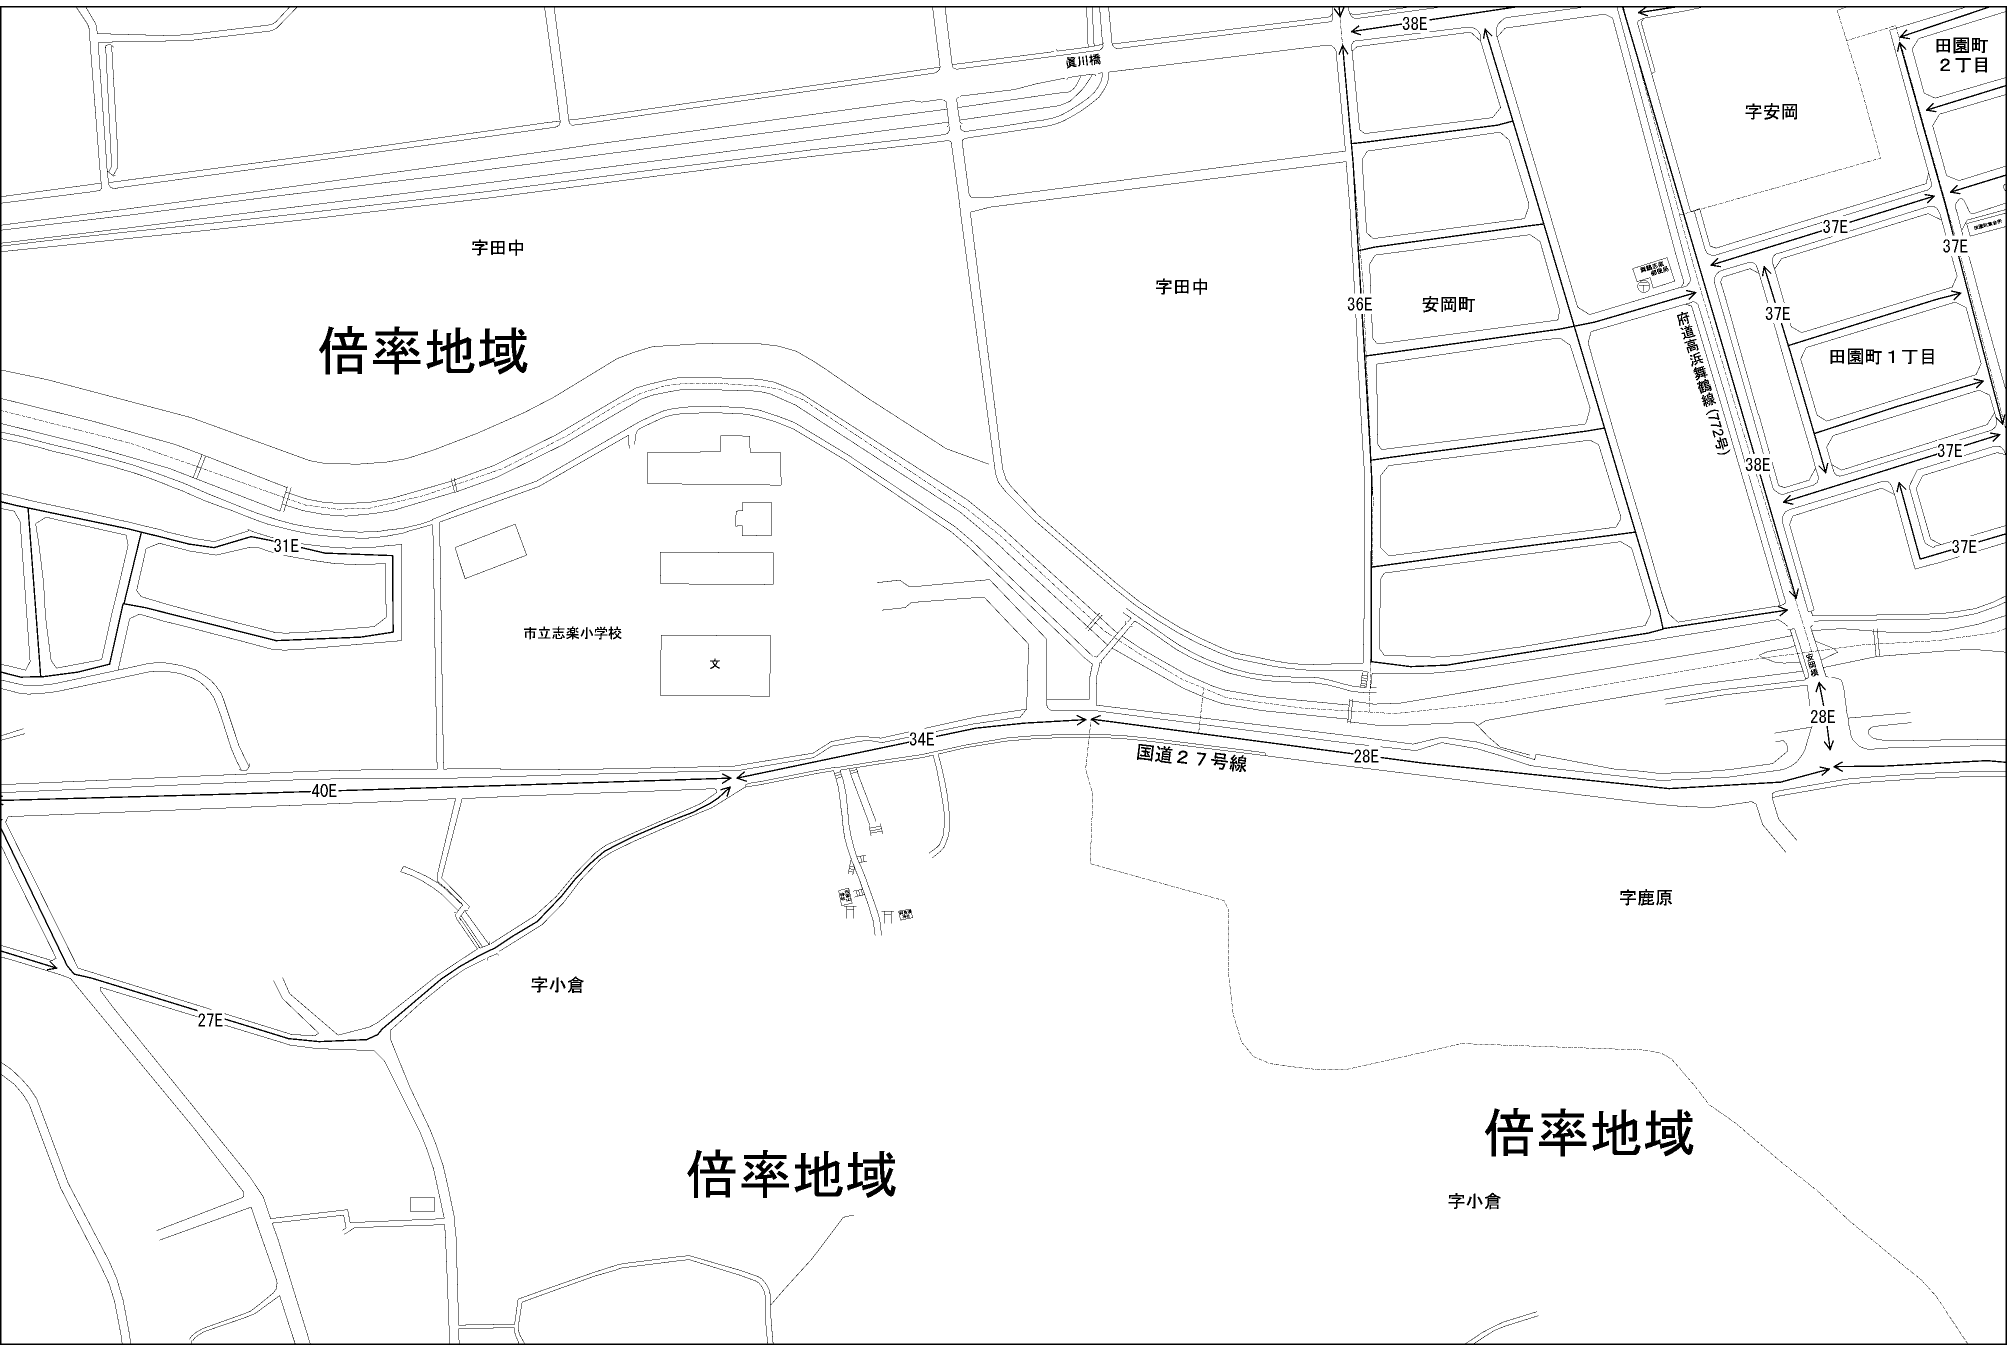 38E
田園町
２丁目
眞川橋
字安岡
37E
37E
字田中
字田中
安岡町
36E
37E
倍率地域
府道高浜舞鶴線(772号)
田園町１丁目
38E
37E
31E
37E
市立志楽小学校
文
安岡橋
28E
34E
国道２７号線
28E
40E
字鹿原
字小倉
27E
倍率地域
倍率地域
字小倉